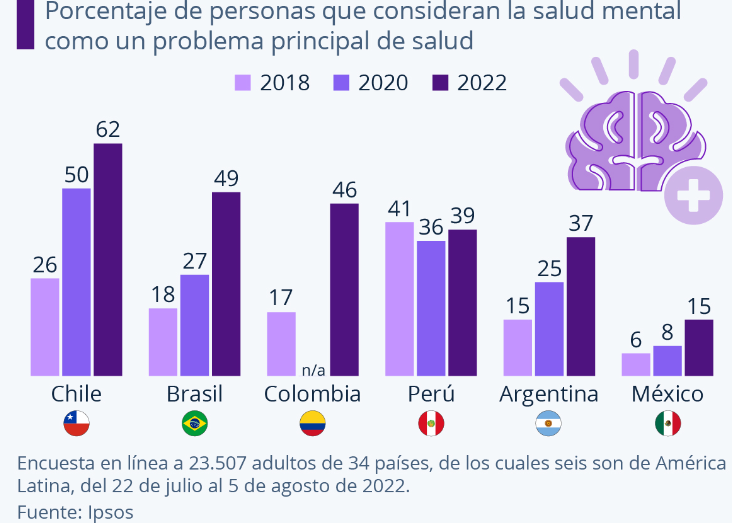 Porcentaje de personas que consideran la salud mental
como un problema principal de salud
2018 2020 2022
26 50 62
18 27 49
17 n/a 46
41 36 39
15 25 37
6 8 15
Chile Brasil Colombia Perú Argentina México
Encuesta en línea a 23.507 adultos de 34 países, de los cuales seis son de América
Latina, del 22 de julio al 5 de agosto de 2022.
Fuente: Ipsos